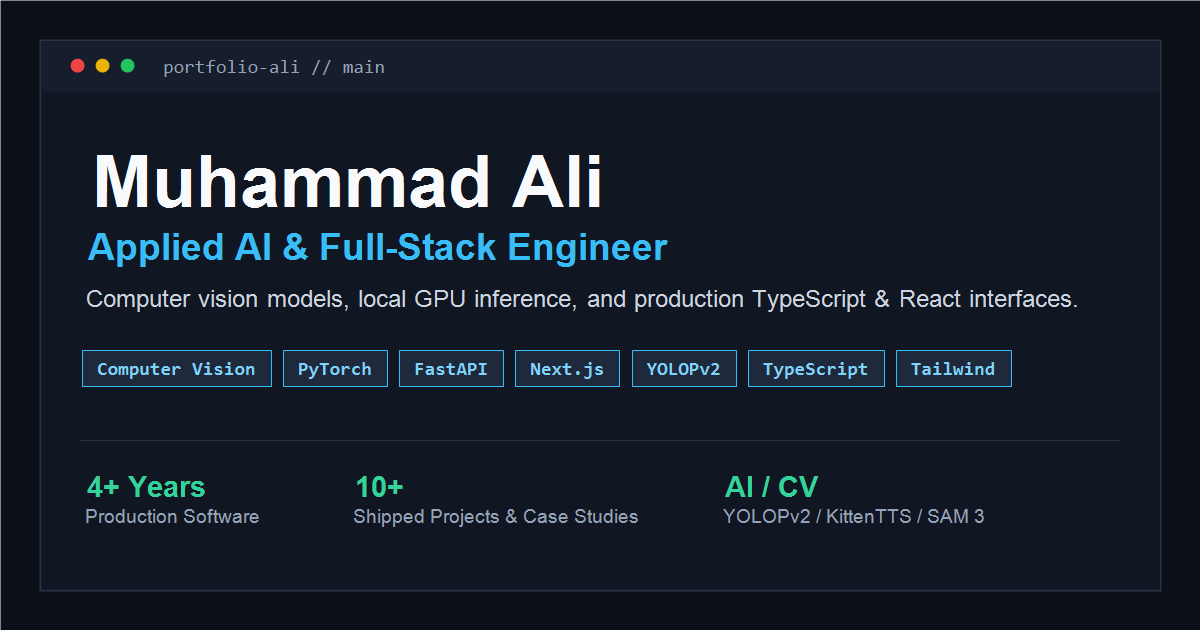 portfolio-ali // main
Muhammad Ali
Applied AI & Full-Stack Engineer
Computer vision models, local GPU inference, and production TypeScript & React interfaces.
Computer Vision PyTorch FastAPI Next.js YOLOPv2 TypeScript Tailwind
4+ Years 10+ AI / CV
Production Software Shipped Projects & Case Studies YOLOPv2 / KittenTTS / SAM 3